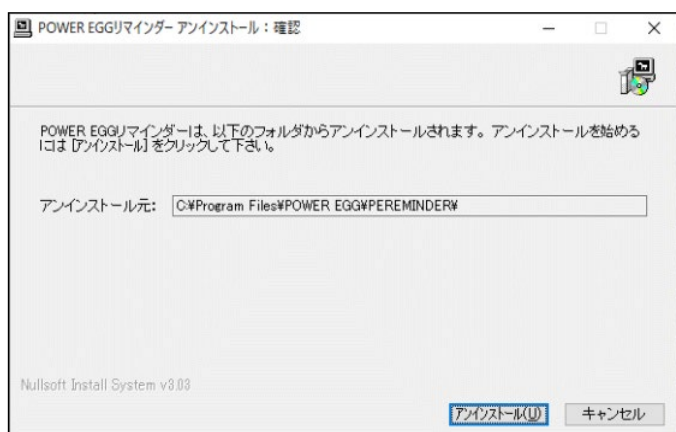 POWER EGGリマインダー アンインストール：確認
POWER EGGリマインダーは、以下のフォルダからアンインストールされます。アンインストールを始める
には [アンインストール] をクリックして下さい。
アンインストール元: C:¥Program Files¥POWER EGG¥PEREMINDER¥
Nullsoft Install System v3.03
アンインストール(U) キャンセル